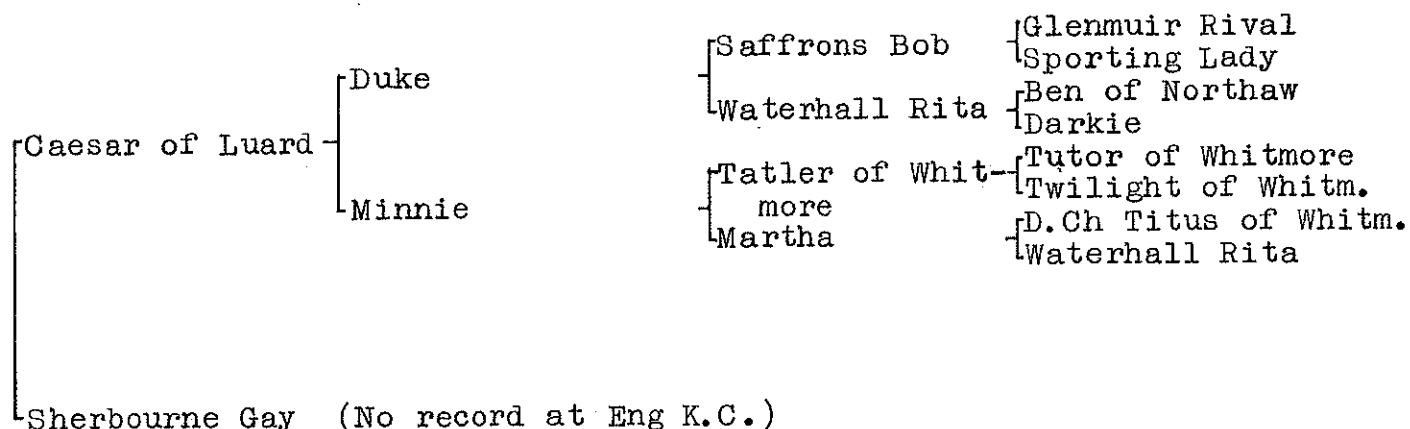 Saffrons Bob
Glenmuir Rival
Sporting Lady
Duke
Waterhall Rita
Ben of Northaw
Darkie
Caesar of Luard
Tatler of Whit-
more
Tutor of Whitmore
Twilight of Whitm.
Minnie
Martha
D.Ch Titus of Whitm.
Waterhall Rita
Sherbourne Gay (No record at Eng K.C.)